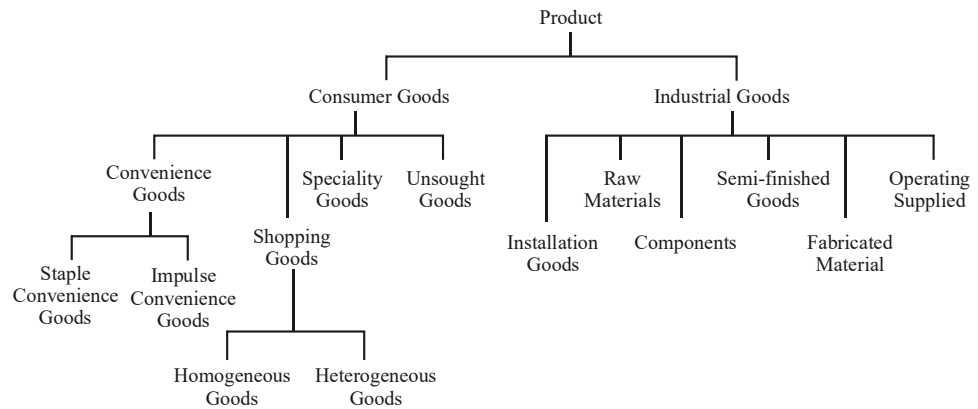 Product
Consumer Goods
Industrial Goods
Convenience
Goods
Speciality
Goods
Unsought
Goods
Raw
Materials
Semi-finished
Goods
Operating
Supplied
Shopping
Goods
Installation
Goods
Components
Fabricated
Material
Staple
Convenience
Goods
Impulse
Convenience
Goods
Homogeneous
Goods
Heterogeneous
Goods